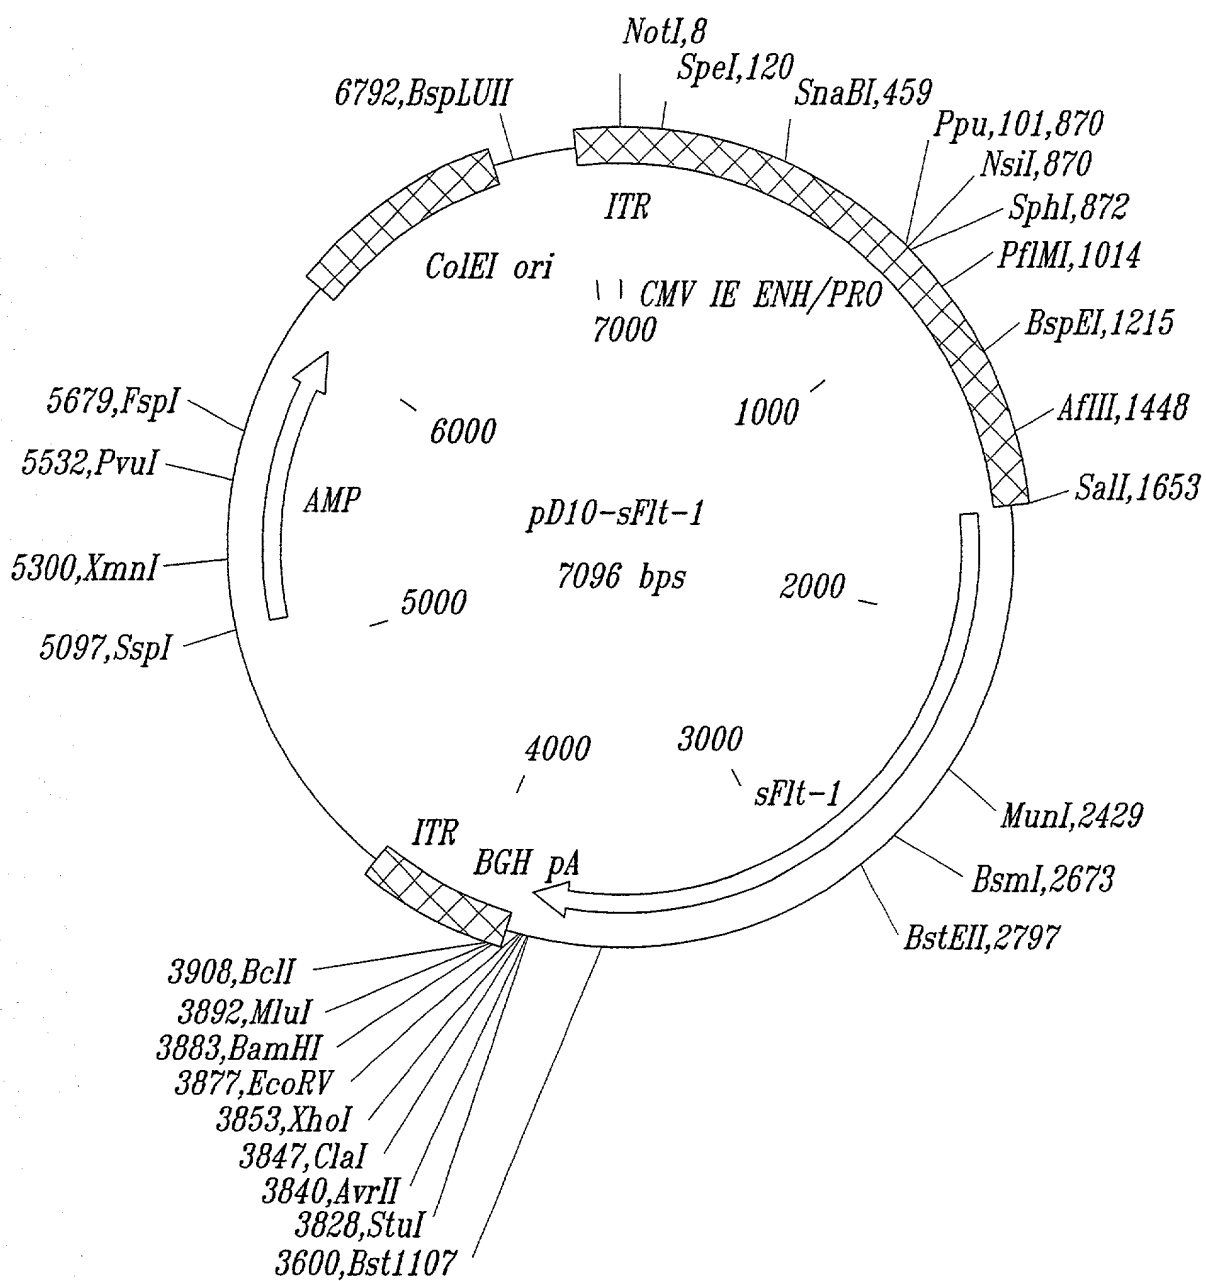 NotI,8
SpeI,120
SnaBI,459
Ppu,101,870
NsiI,870
SphI,872
PflMI,1014
BspEI,1215
AflII,1448
SalI,1653
MunI,2429
BsmI,2673
BstEII,2797
6792,BspLUII
ITR
ColEI ori
CMV IE ENH/PRO
7000
1000
6000
5679,FspI
5532,PvuI
AMP
pD10-sFlt-1
7096 bps
2000
5300,XmnI
5000
5097,SspI
3000
4000
sFlt-1
ITR
BGH pA
3908,BclI
3892,MluI
3883,BamHI
3877,EcoRV
3853,XhoI
3847,ClaI
3840,AvrII
3828,StuI
3600,Bst1107